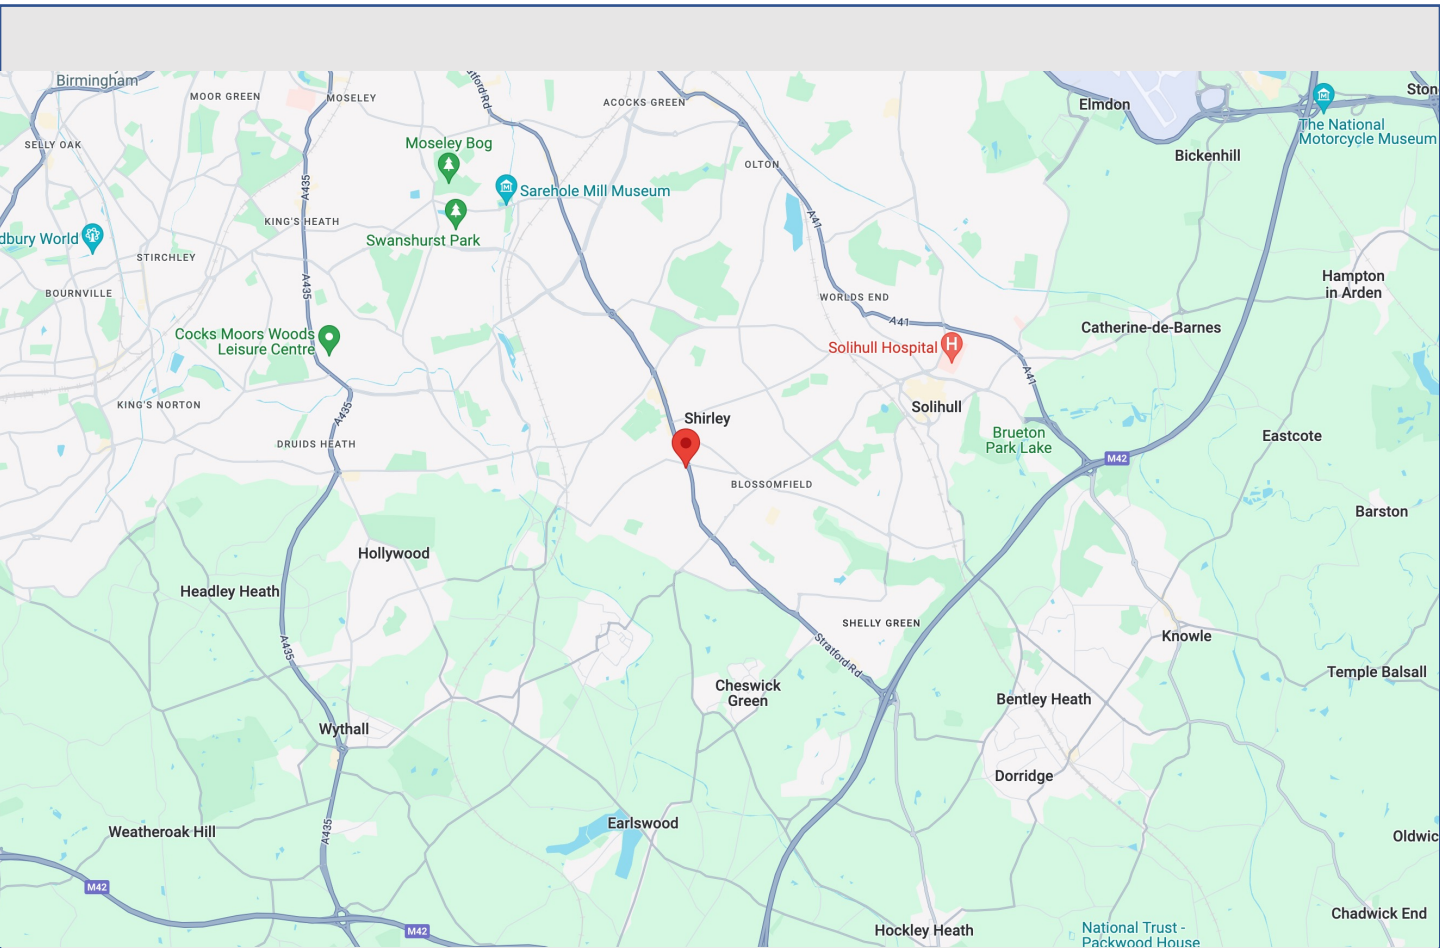 Birmingham
MOOR GREEN
MOSELEY
Stratford Rd
ACOCKS GREEN
Elmdon
Ston
SELLY OAK
Moseley Bog
OLTON
The National
Motorcycle Museum
Bickenhill
A435
Sarehole Mill Museum
KING'S HEATH
Swanshurst Park
A41
dbury World
STIRCHLEY
BOURNVILLE
A435
WORLDS END
Hampton
in Arden
A41
Catherine-de-Barnes
Cocks Moors Woods
Leisure Centre
Solihull Hospital
A41
KING'S NORTON
A435
Shirley
Solihull
DRUIDS HEATH
Brueton
Park Lake
Eastcote
M42
BLOSSOMFIELD
Barston
Hollywood
Headley Heath
SHELLY GREEN
A435
Stratford Rd
Knowle
Temple Balsall
Cheswick
Green
Bentley Heath
Wythall
Dorridge
Weatheroak Hill
A435
Earlswood
Oldwic
M42
M42
Hockley Heath
Chadwick End
National Trust -
Packwood House